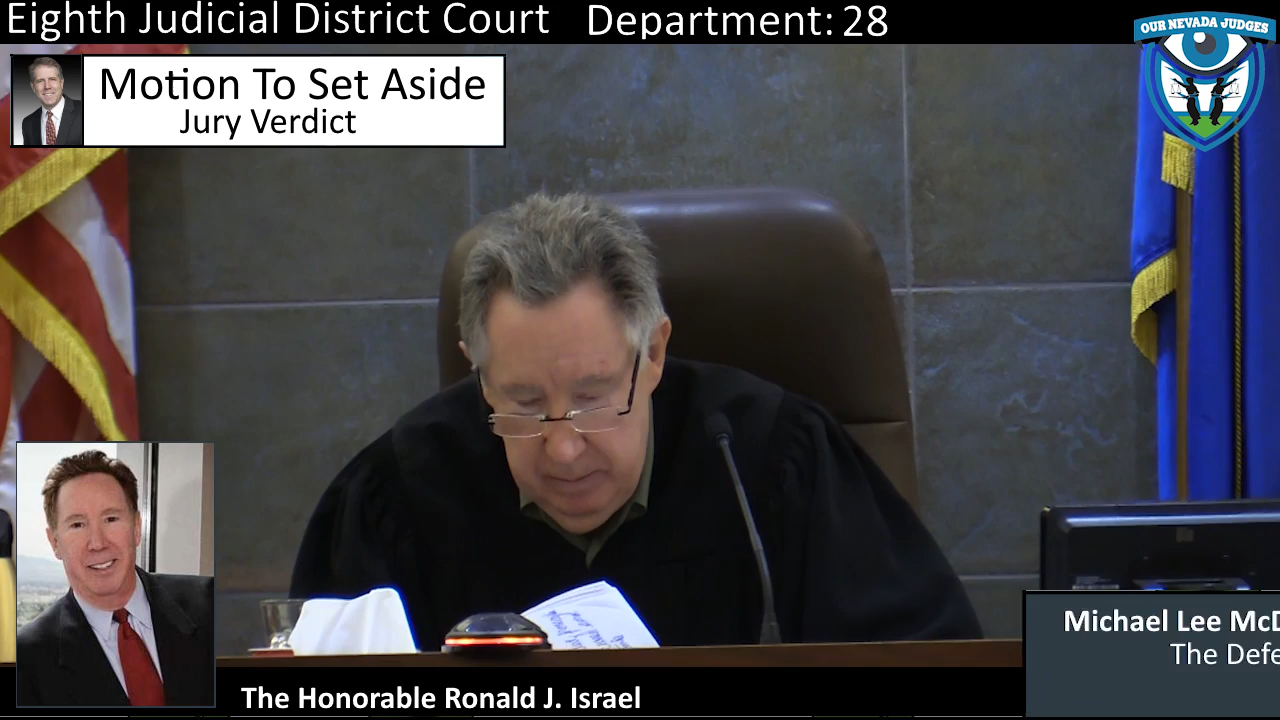 Eighth Judicial District Court Department: 28
OUR NEVADA JUDGES
Motion To Set Aside
Jury Verdict
Michael Lee McD
The Defe
The Honorable Ronald J. Israel